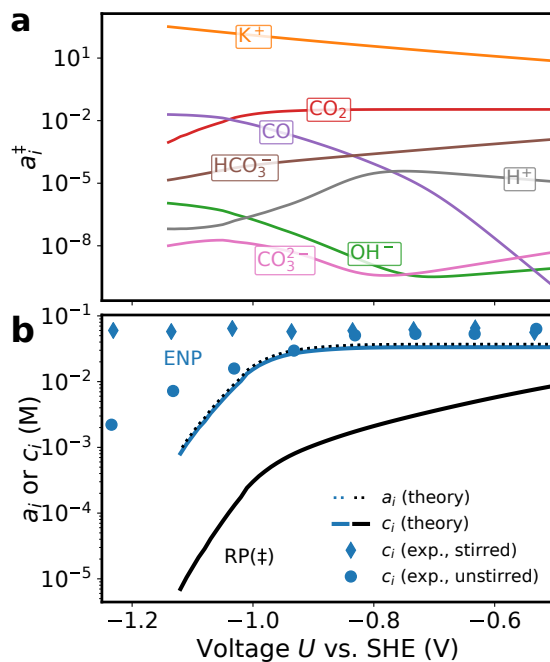 a
10¹
10⁻²
10⁻⁵
10⁻⁸
aᵢ‡
K⁺
CO₂
CO
HCO₃⁻
H⁺
OH⁻
CO₃²⁻
b
10⁻¹
10⁻²
10⁻³
10⁻⁴
10⁻⁵
aᵢ or cᵢ (M)
ENP
RP(‡)
aᵢ (theory)
cᵢ (theory)
cᵢ (exp., stirred)
cᵢ (exp., unstirred)
−1.2 −1.0 −0.8 −0.6
Voltage U vs. SHE (V)